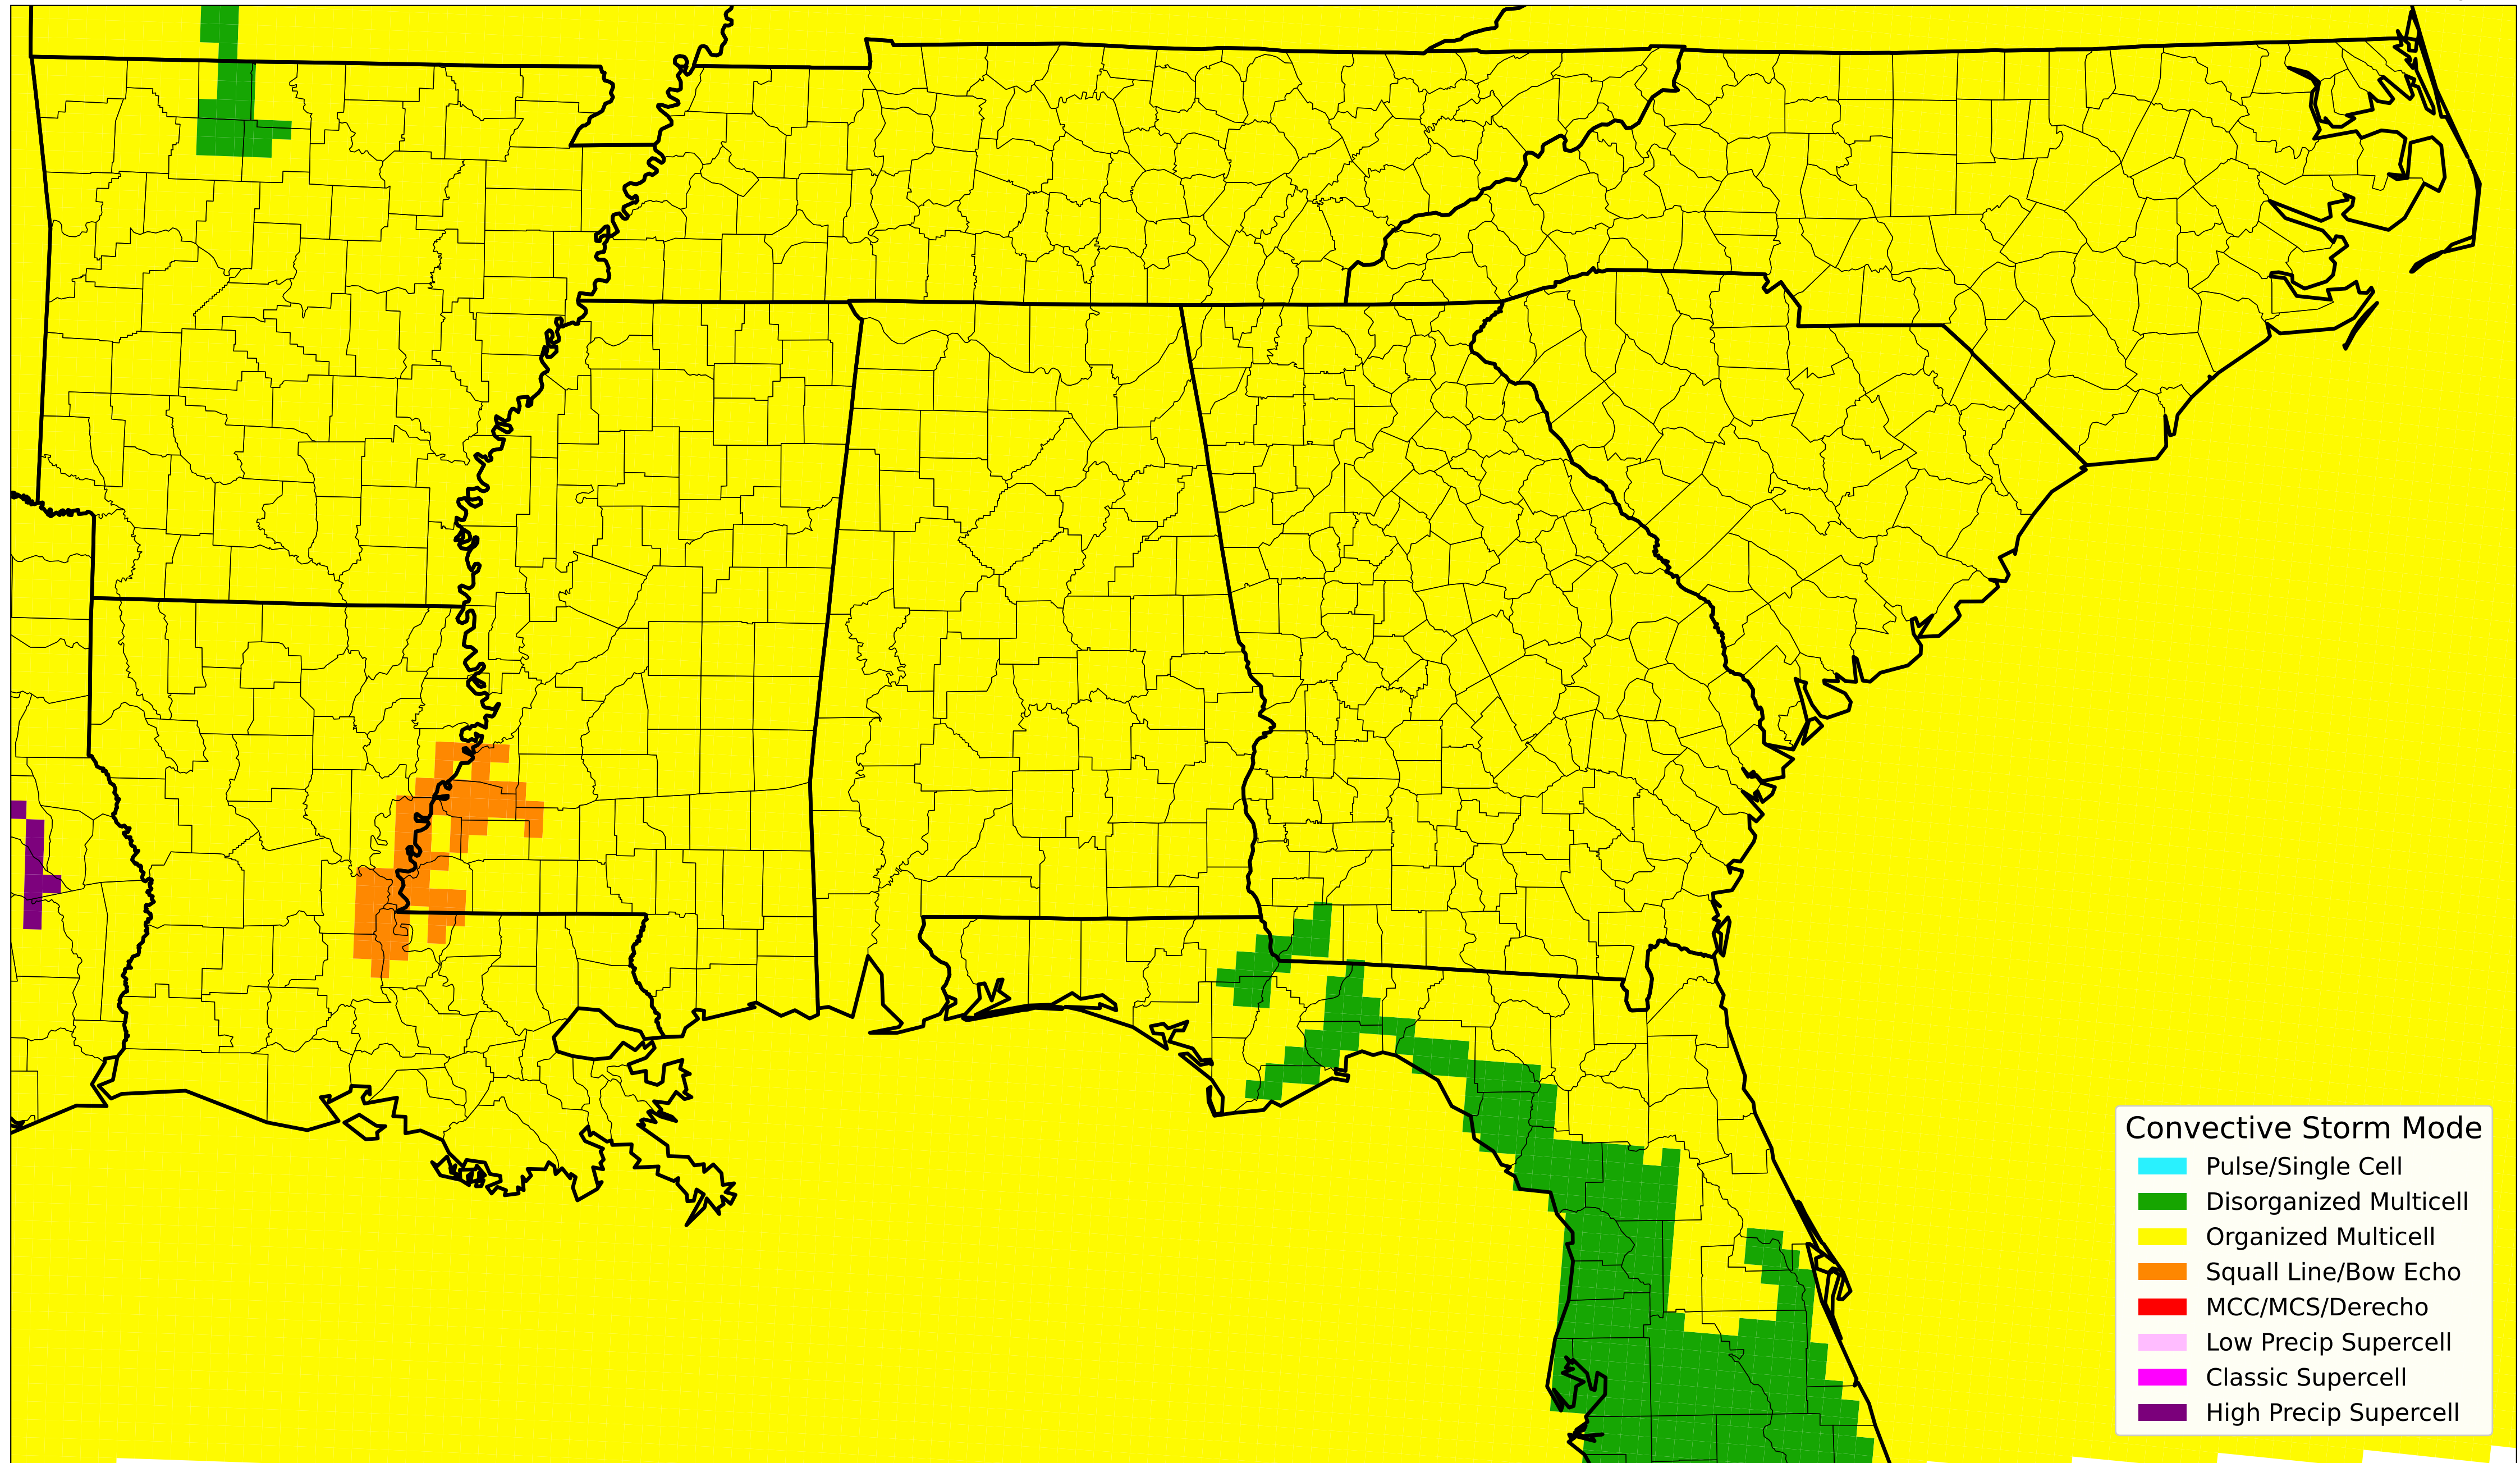 Convective Storm Mode
Pulse/Single Cell
Disorganized Multicell
Organized Multicell
Squall Line/Bow Echo
MCC/MCS/Derecho
Low Precip Supercell
Classic Supercell
High Precip Supercell